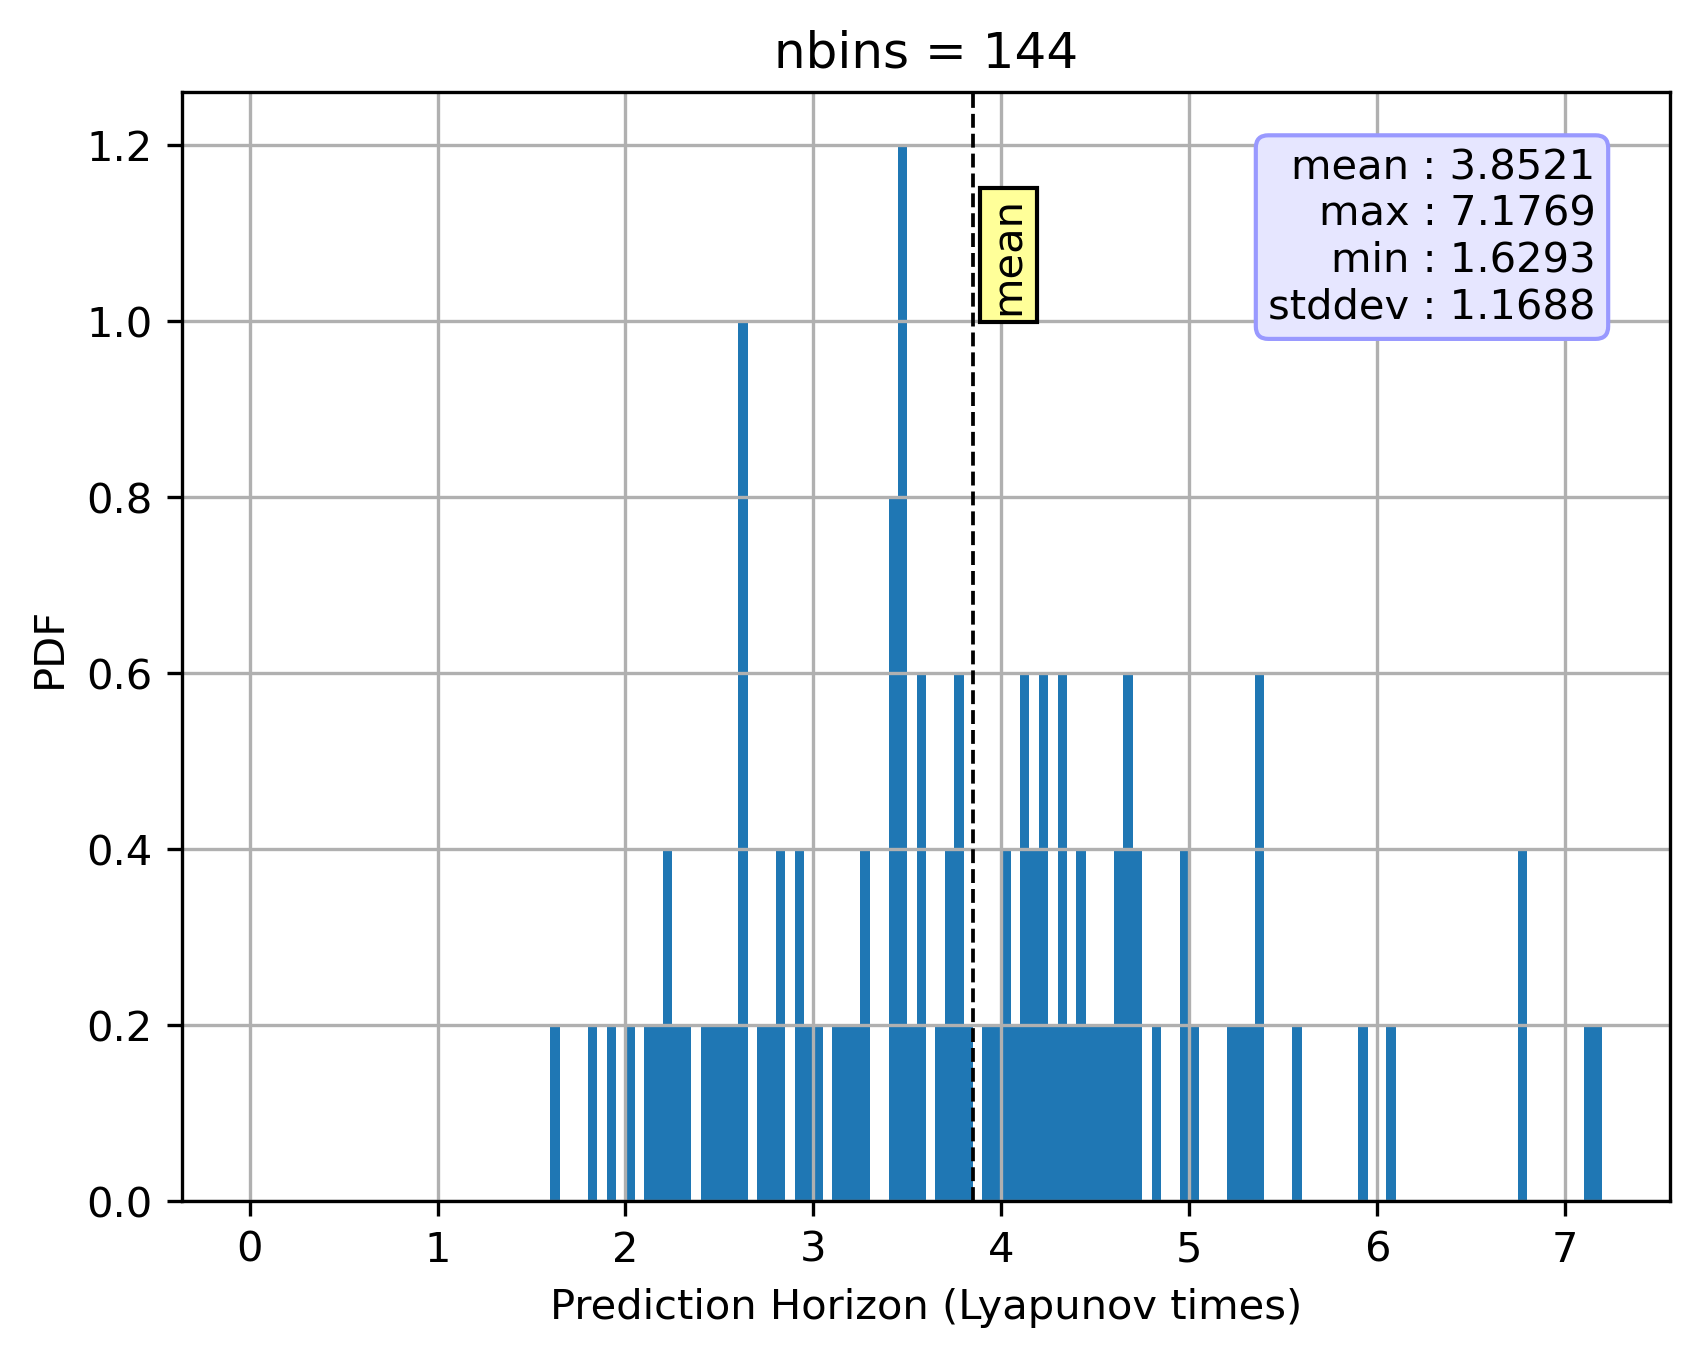 nbins = 144
mean : 3.8521
max : 7.1769
min : 1.6293
stddev : 1.1688
mean
PDF
1.2
1.0
0.8
0.6
0.4
0.2
0.0
0 1 2 3 4 5 6 7
Prediction Horizon (Lyapunov times)